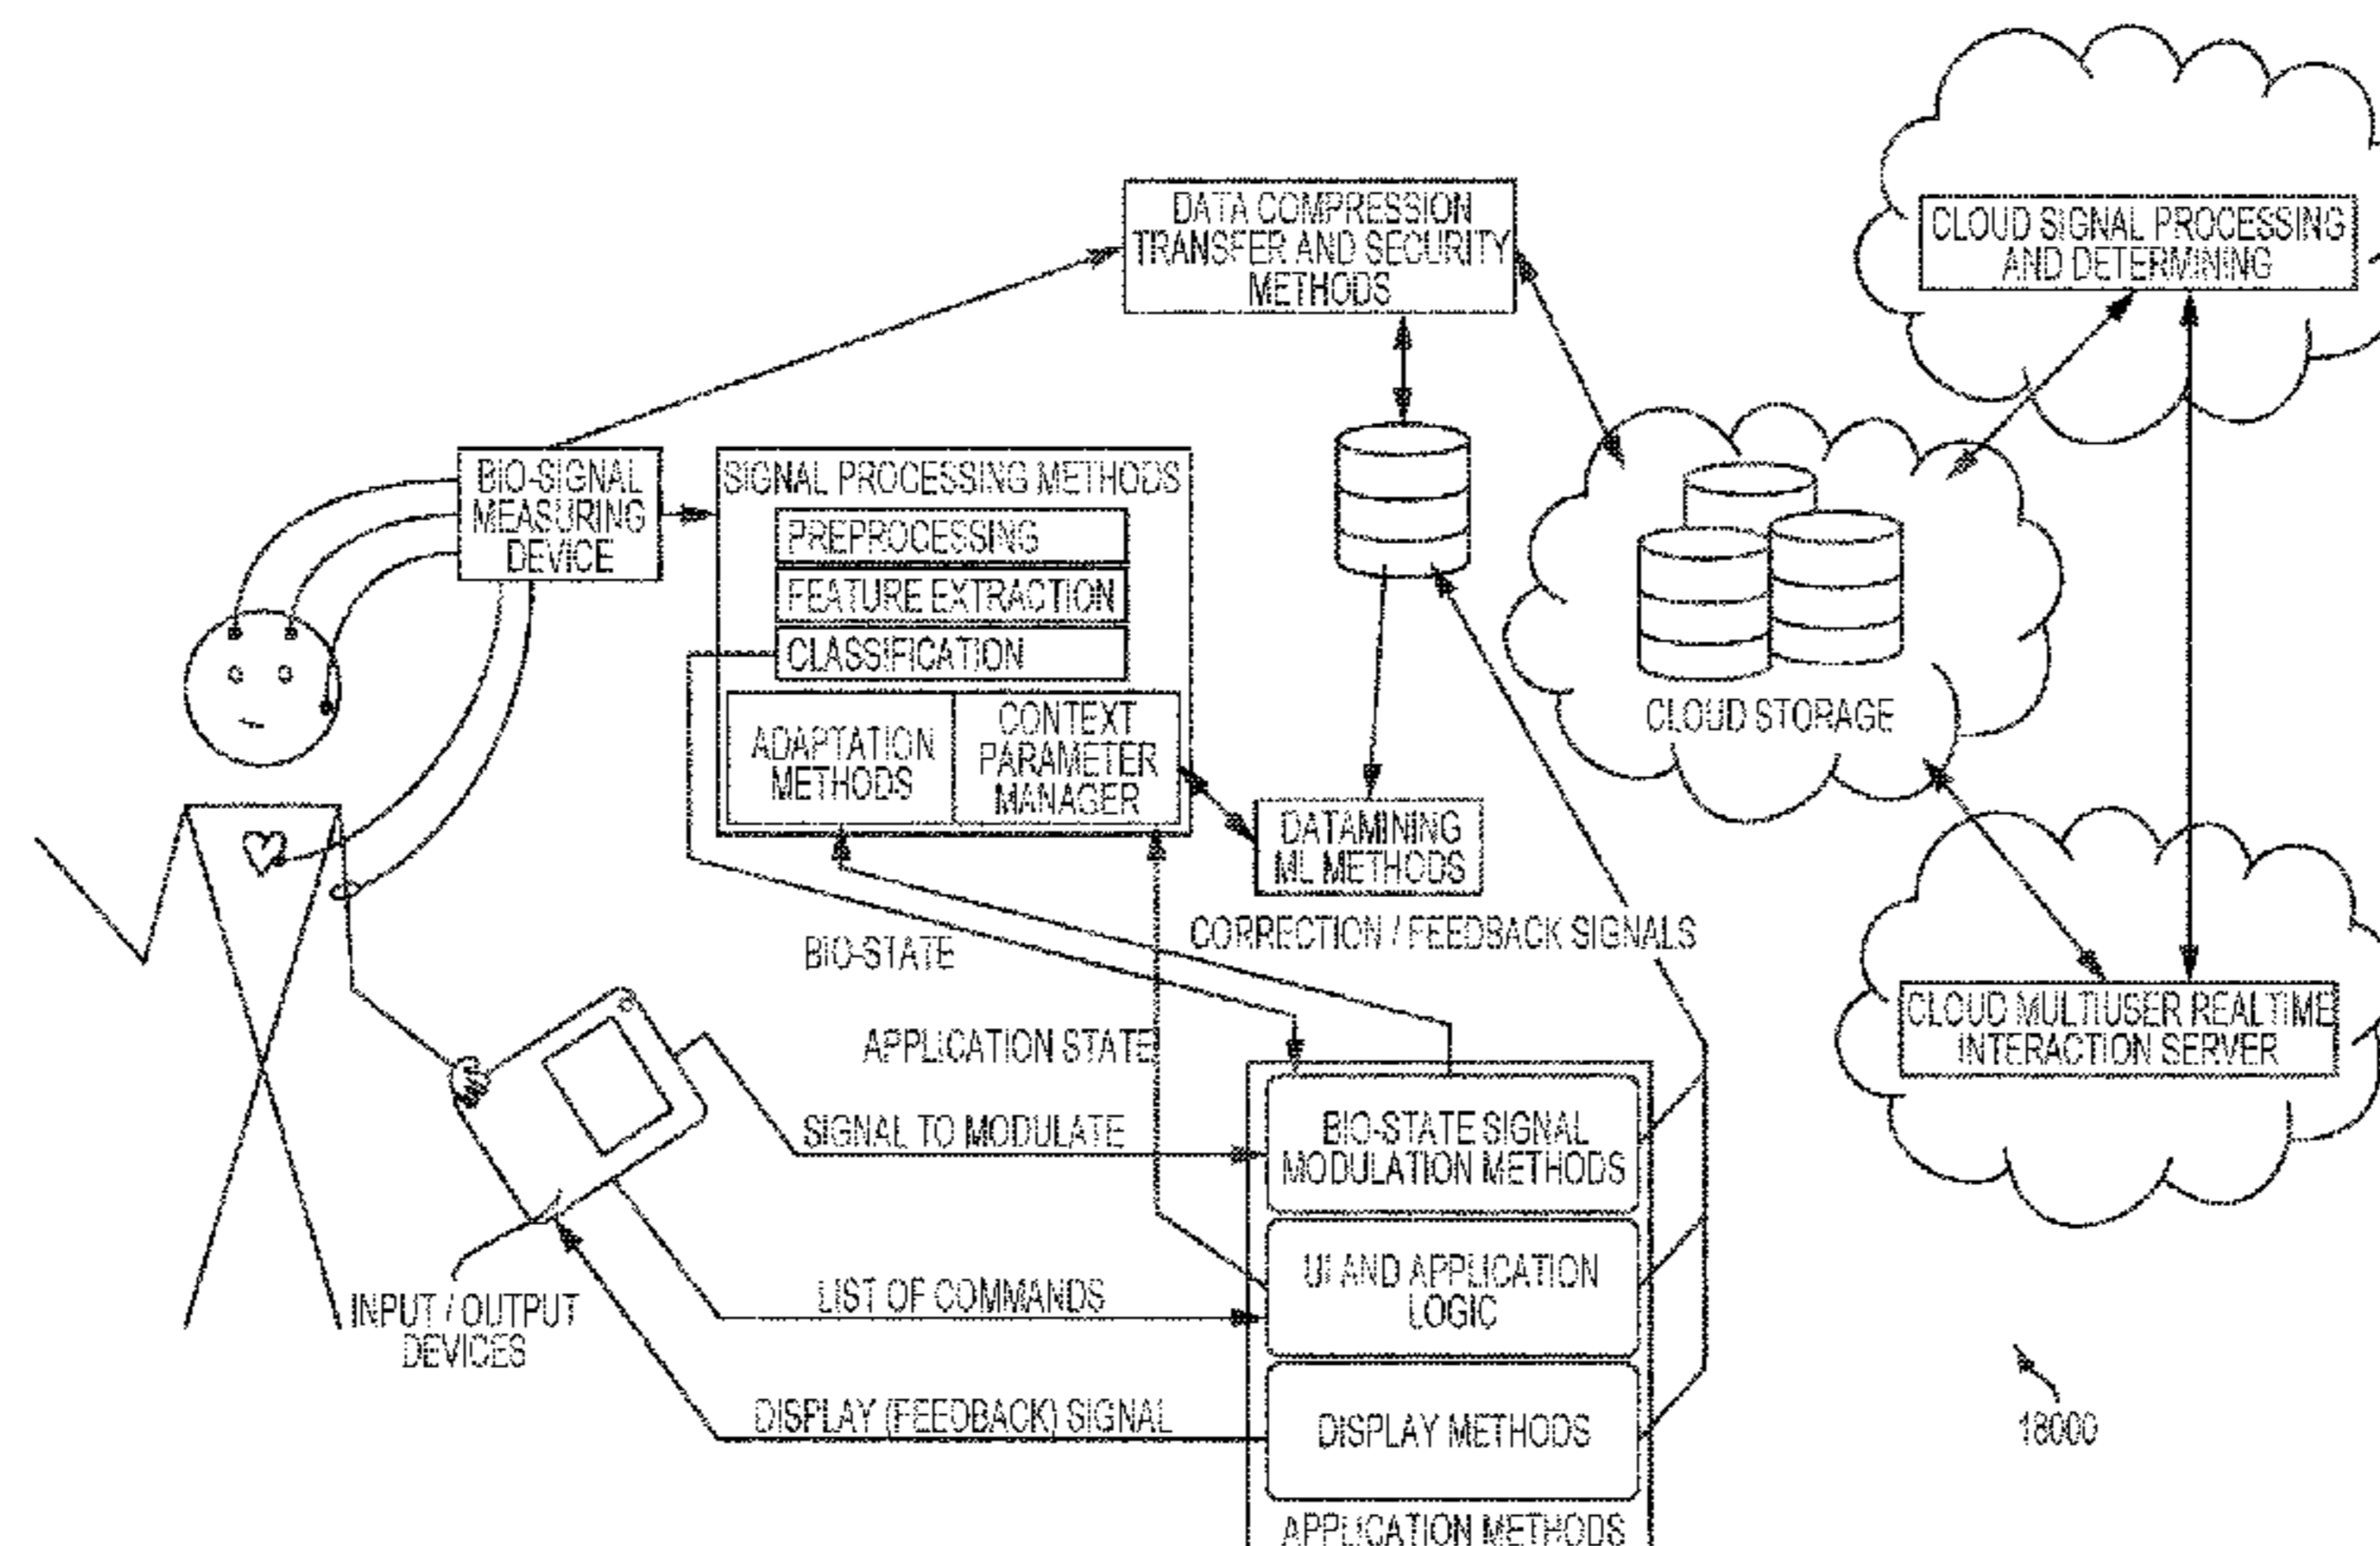 DATA COMPRESSION
TRANSFER AND SECURITY
METHODS
CLOUD SIGNAL PROCESSING
AND DETERMINING
BIO-SIGNAL
MEASURING
DEVICE
SIGNAL PROCESSING METHODS
PREPROCESSING
FEATURE EXTRACTION
CLASSIFICATION
ADAPTATION
METHODS
CONTEXT
PARAMETER
MANAGER
CLOUD STORAGE
DATAMINING
ML METHODS
CORRECTION / FEEDBACK SIGNALS
BIO-STATE
APPLICATION STATE
CLOUD MULTIUSER REALTIME
INTERACTION SERVER
SIGNAL TO MODULATE
BIO-STATE SIGNAL
MODULATION METHODS
LIST OF COMMANDS
UI AND APPLICATION
LOGIC
INPUT / OUTPUT
DEVICES
DISPLAY (FEEDBACK) SIGNAL
DISPLAY METHODS
18000
APPLICATION METHODS